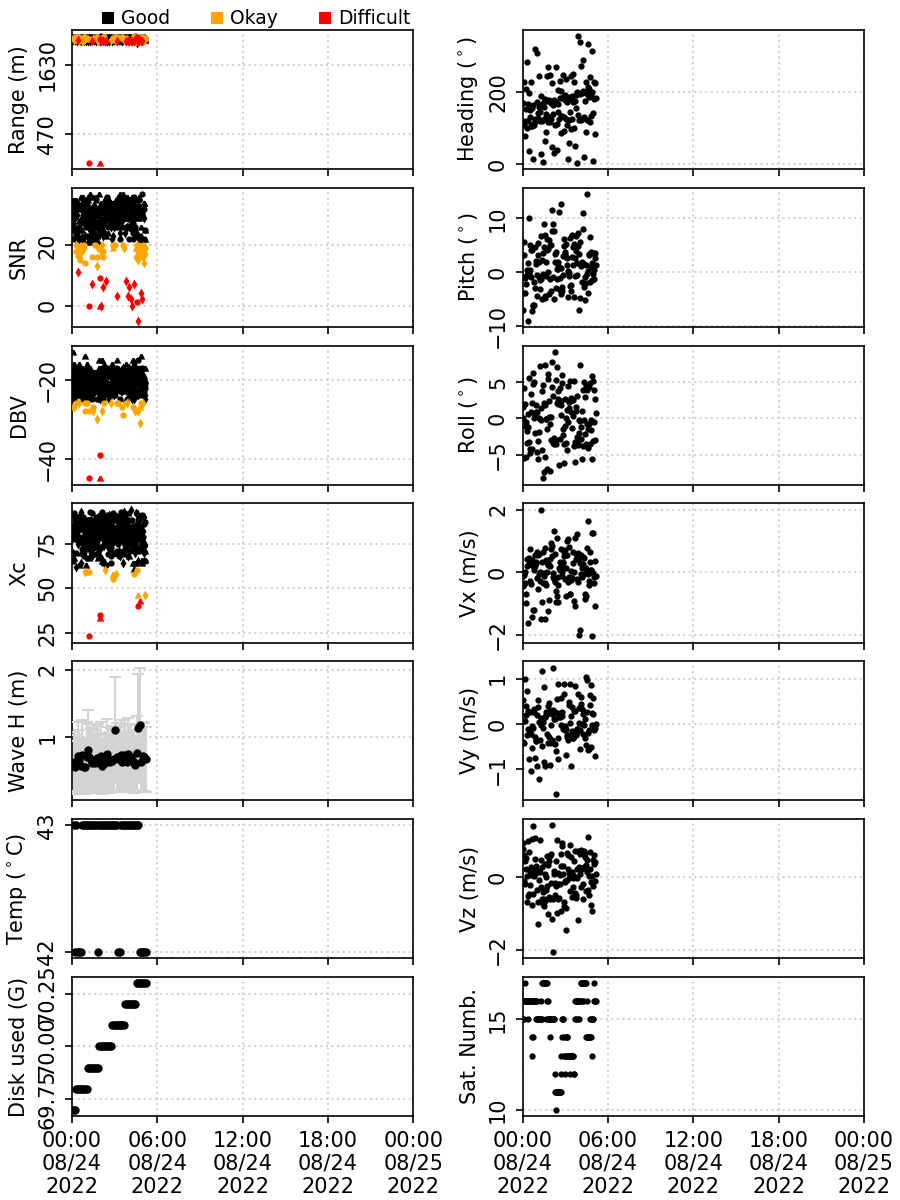 Good Okay Difficult
Range (m)
1630
470
Heading (°)
200
0
SNR
20
0
Pitch (°)
10
0
−10
DBV
−20
−40
Roll (°)
5
0
−5
Xc
75
50
25
Vx (m/s)
2
0
−2
Wave H (m)
2
1
Vy (m/s)
1
0
−1
Temp (°C)
43
42
Vz (m/s)
0
−2
Disk used (G)
70.25
70.00
69.75
Sat. Numb.
15
10
00:00 06:00 12:00 18:00 00:00 00:00 06:00 12:00 18:00 00:00
08/24 08/24 08/24 08/24 08/25 08/24 08/24 08/24 08/24 08/25
2022 2022 2022 2022 2022 2022 2022 2022 2022 2022